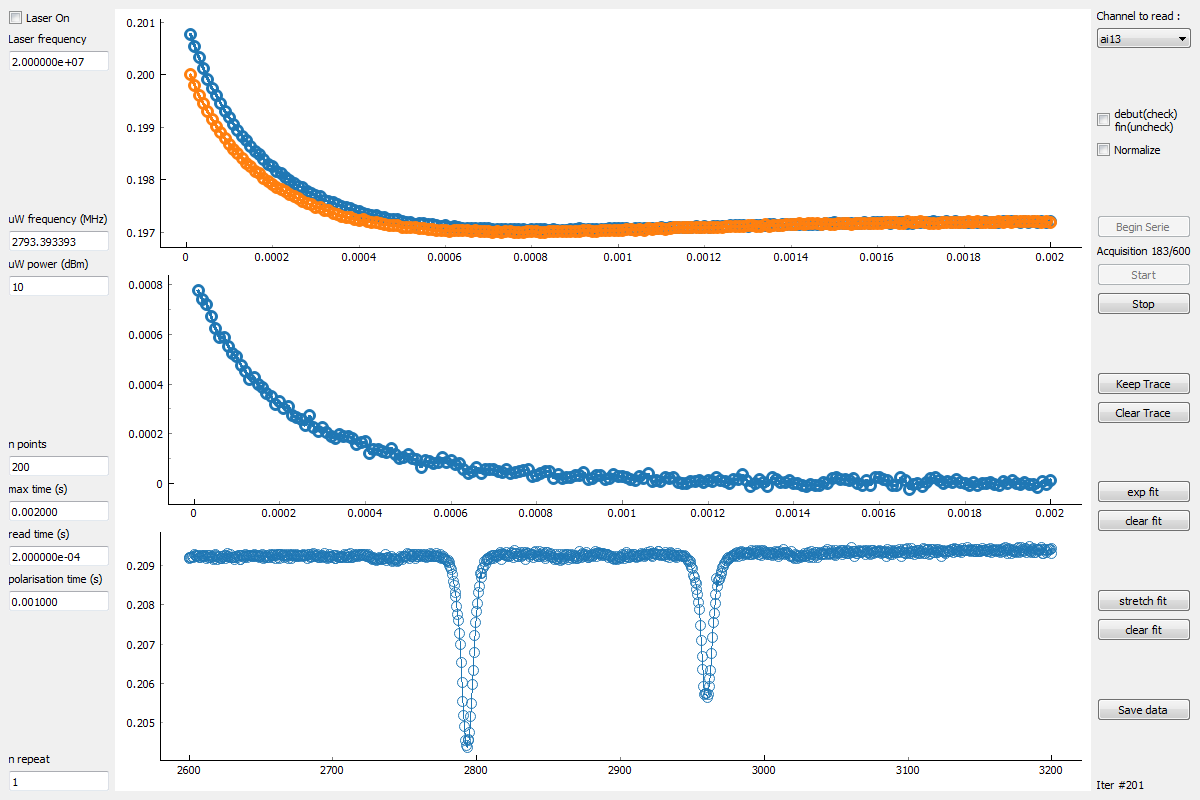 Laser On
Laser frequency
2.000000e+07
uW frequency (MHz)
2793.393393
uW power (dBm)
10
n points
200
max time (s)
0.002000
read time (s)
2.000000e-04
polarisation time (s)
0.001000
n repeat
1
0.201
0.200
0.199
0.198
0.197
0 0.0002 0.0004 0.0006 0.0008 0.001 0.0012 0.0014 0.0016 0.0018 0.002
0.0008
0.0006
0.0004
0.0002
0
0 0.0002 0.0004 0.0006 0.0008 0.001 0.0012 0.0014 0.0016 0.0018 0.002
0.209
0.208
0.207
0.206
0.205
2600 2700 2800 2900 3000 3100 3200
Channel to read :
ai13
debut(check)
fin(uncheck)
Normalize
Begin Serie
Acquisition 183/600
Start
Stop
Keep Trace
Clear Trace
exp fit
clear fit
stretch fit
clear fit
Save data
Iter #201